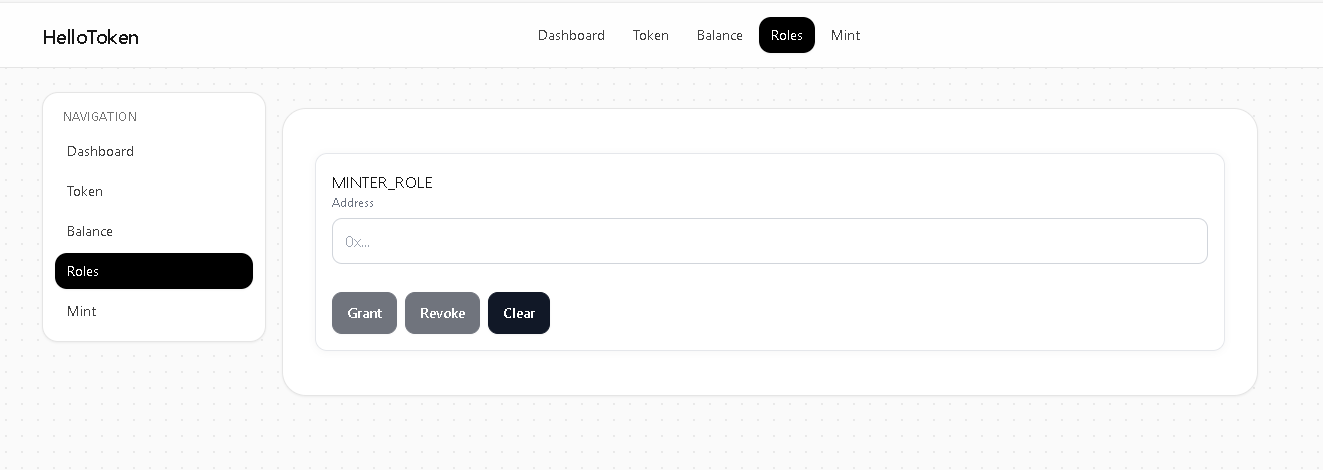 HelloToken
Dashboard Token Balance Roles Mint
NAVIGATION
Dashboard
Token
Balance
Roles
Mint
MINTER_ROLE
Address
0x...
Grant Revoke Clear